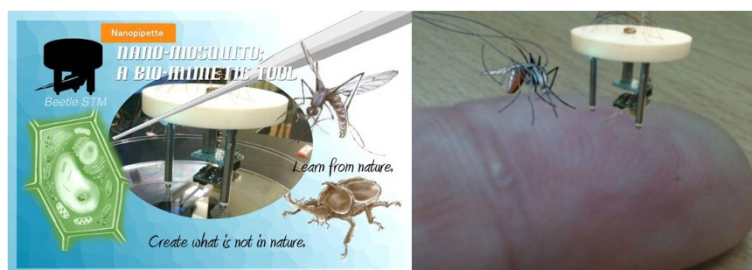 Nanopipette
NANO-MOSQUITO;
A BIO-MIMETIC TOOL
Beetle STM
Learn from nature.
Create what is not in nature.